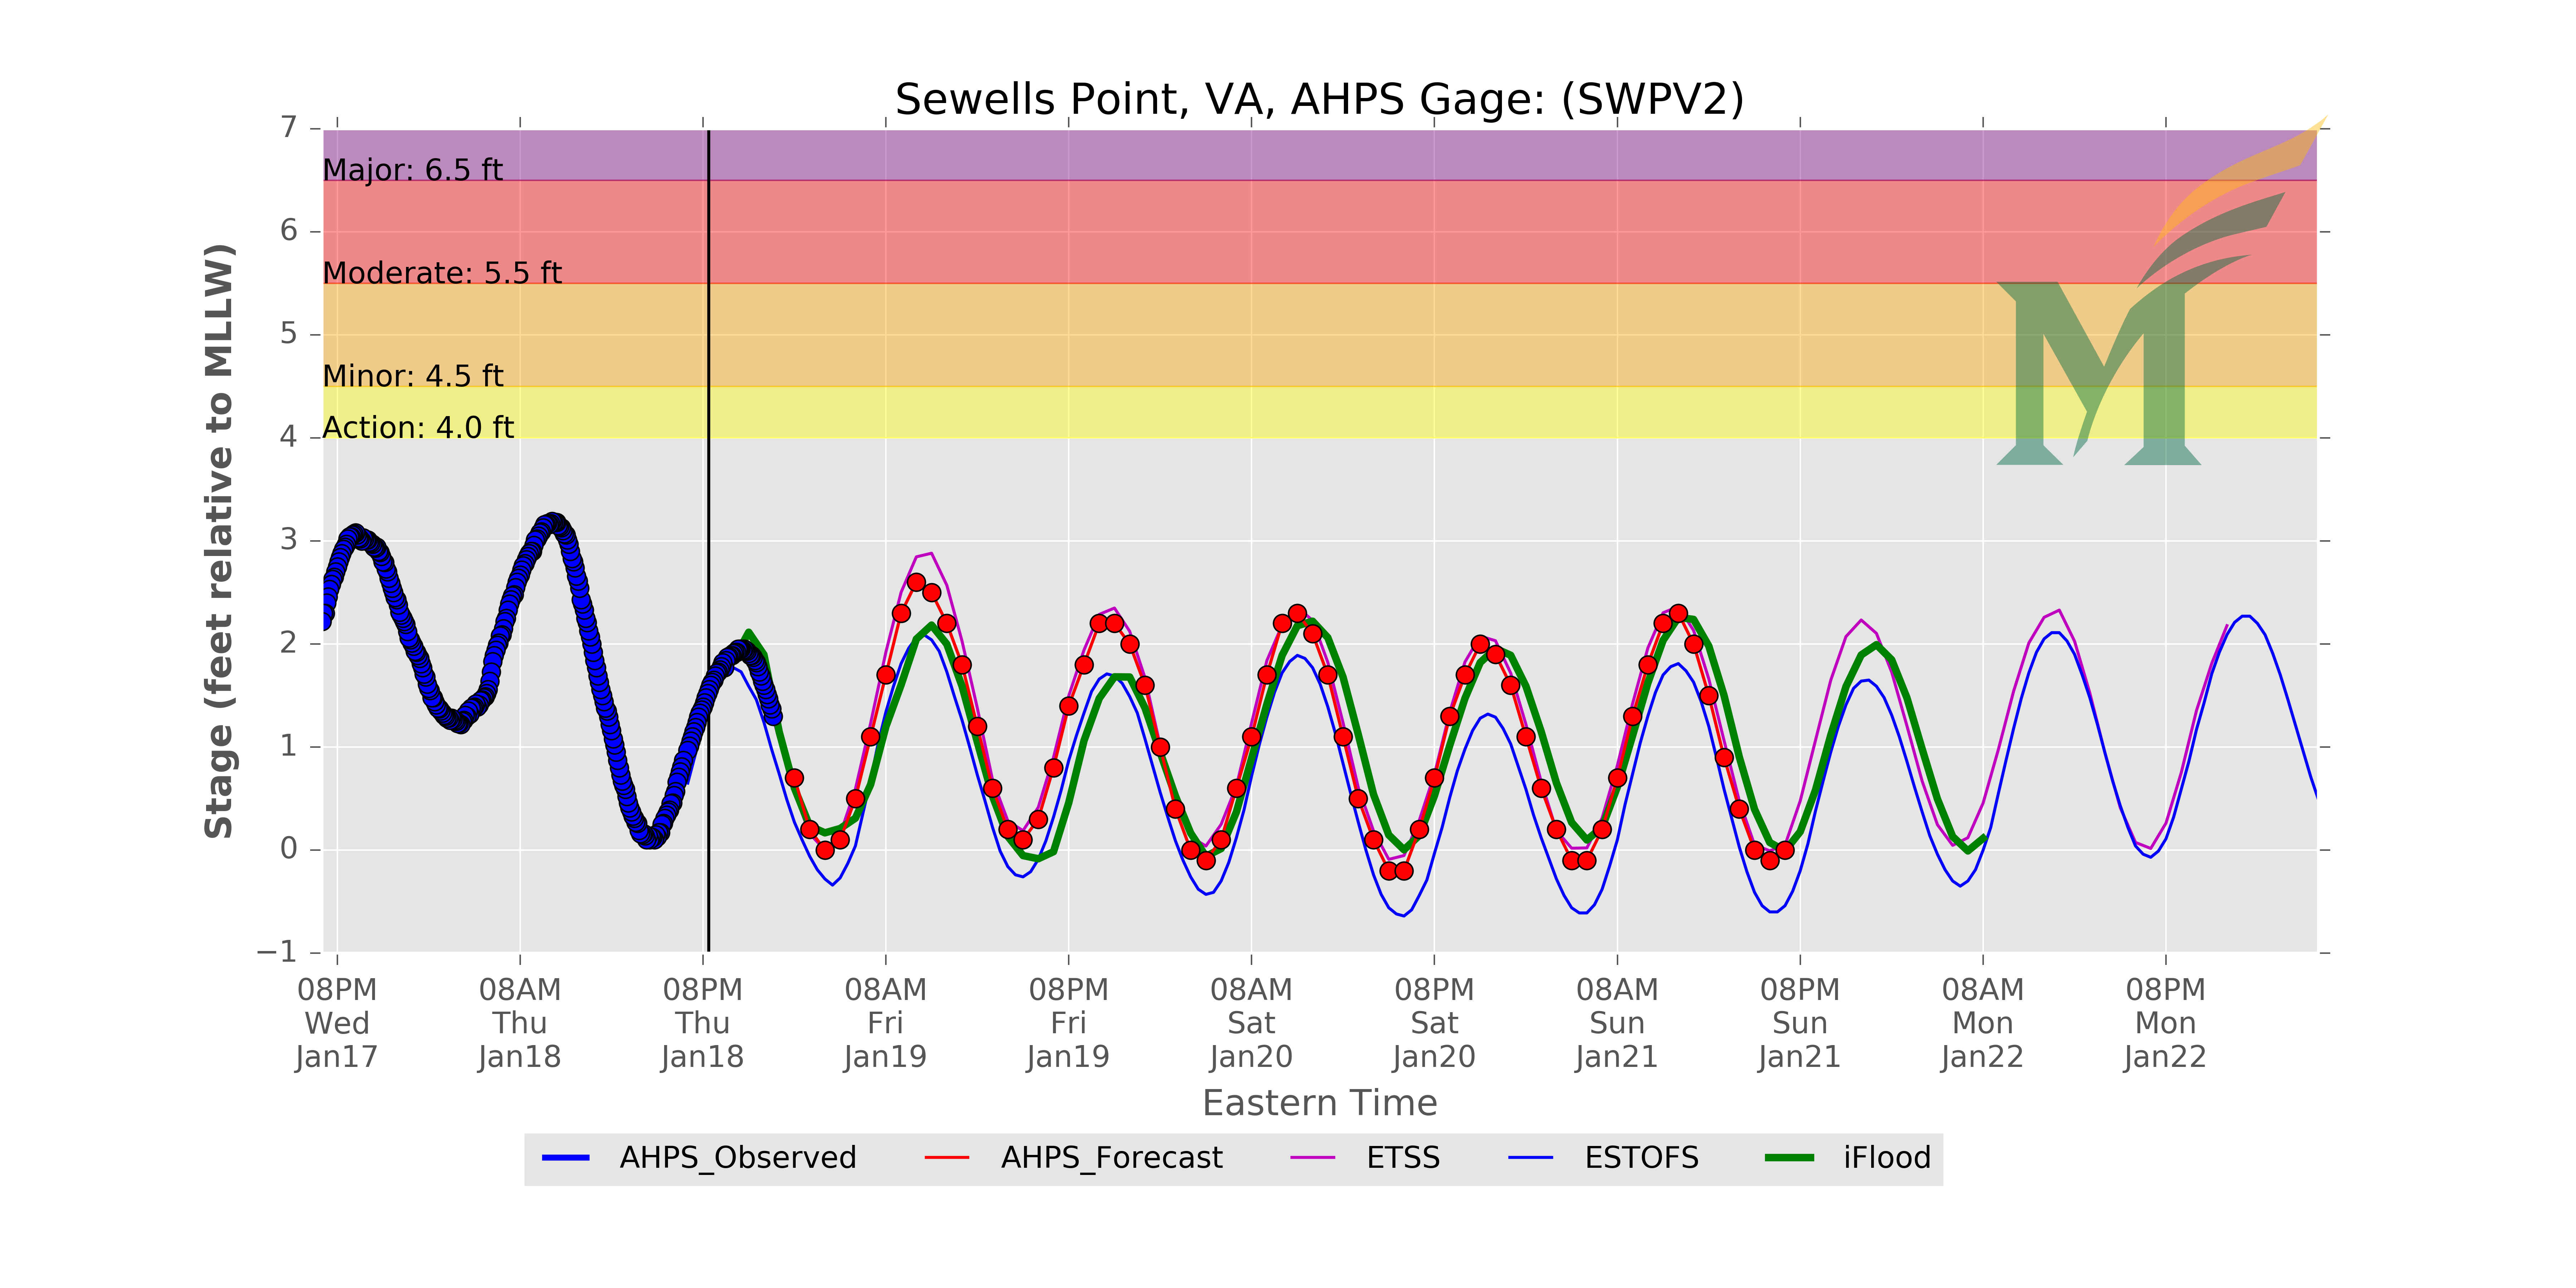 Sewells Point, VA, AHPS Gage: (SWPV2)
7
Major: 6.5 ft
6
Moderate: 5.5 ft
5
Minor: 4.5 ft
Action: 4.0 ft
4
3
2
1
0
−1
Stage (feet relative to MLLW)
08PM 08AM 08PM 08AM 08PM 08AM 08PM 08AM 08PM 08AM 08PM
Wed Thu Thu Fri Fri Sat Sat Sun Sun Mon Mon
Jan17 Jan18 Jan18 Jan19 Jan19 Jan20 Jan20 Jan21 Jan21 Jan22 Jan22
Eastern Time
AHPS_Observed AHPS_Forecast ETSS ESTOFS iFlood